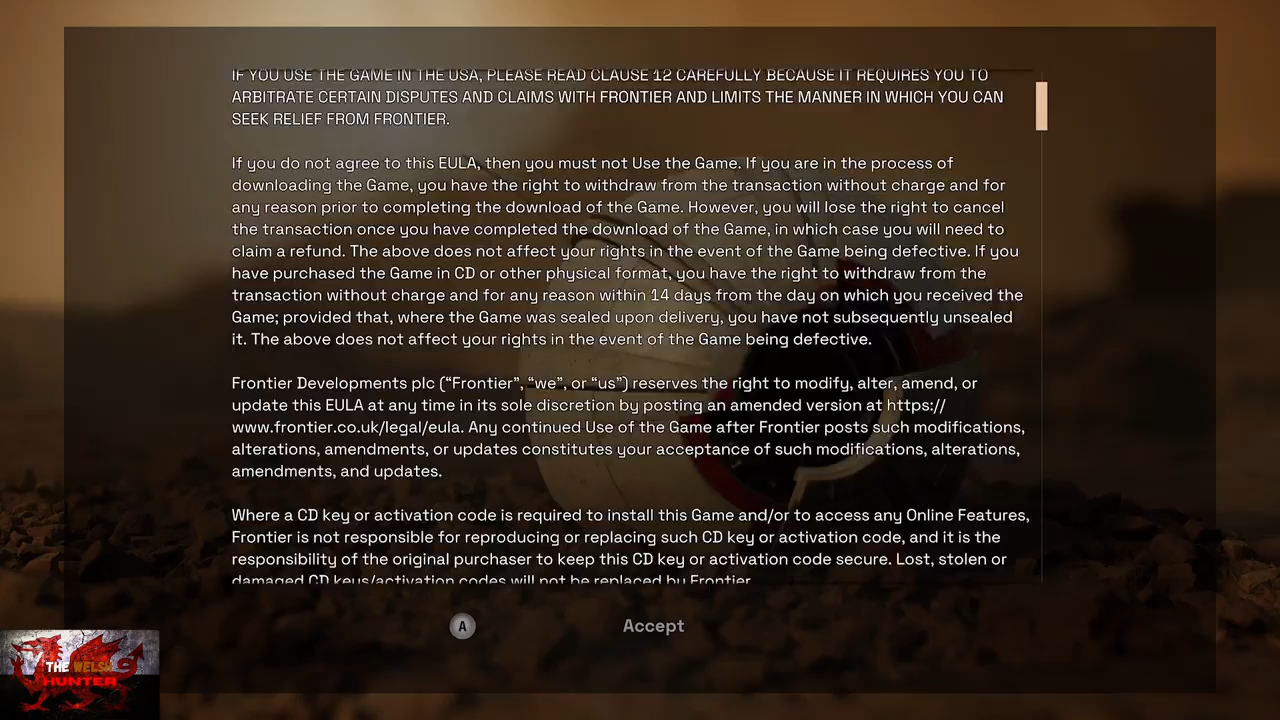 IF YOU USE THE GAME IN THE USA, PLEASE READ CLAUSE 12 CAREFULLY BECAUSE IT REQUIRES YOU TO
ARBITRATE CERTAIN DISPUTES AND CLAIMS WITH FRONTIER AND LIMITS THE MANNER IN WHICH YOU CAN
SEEK RELIEF FROM FRONTIER.
If you do not agree to this EULA, then you must not Use the Game. If you are in the process of
downloading the Game, you have the right to withdraw from the transaction without charge and for
any reason prior to completing the download of the Game. However, you will lose the right to cancel
the transaction once you have completed the download of the Game, in which case you will need to
claim a refund. The above does not affect your rights in the event of the Game being defective. If you
have purchased the Game in CD or other physical format, you have the right to withdraw from the
transaction without charge and for any reason within 14 days from the day on which you received the
Game; provided that, where the Game was sealed upon delivery, you have not subsequently unsealed
it. The above does not affect your rights in the event of the Game being defective.
Frontier Developments plc (“Frontier”, “we”, or “us”) reserves the right to modify, alter, amend, or
update this EULA at any time in its sole discretion by posting an amended version at https://
www.frontier.co.uk/legal/eula. Any continued Use of the Game after Frontier posts such modifications,
alterations, amendments, or updates constitutes your acceptance of such modifications, alterations,
amendments, and updates.
Where a CD key or activation code is required to install this Game and/or to access any Online Features,
Frontier is not responsible for reproducing or replacing such CD key or activation code, and it is the
responsibility of the original purchaser to keep this CD key or activation code secure. Lost, stolen or
damaged CD keys/activation codes will not be replaced by Frontier.
A Accept
THE WELSH
HUNTER